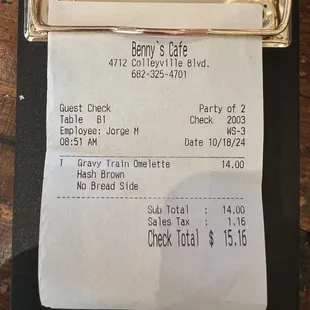 Benny`s Cafe
4712 Colleyville Blvd.
682-325-4701
Guest Check Party of 2
Table B1 Check 2003
Employee: Jorge M WS-3
08:51 AM Date 10/18/24
1 Gravy Train Omelette 14.00
Hash Brown
No Bread Side
Sub Total : 14.00
Sales Tax : 1.16
Check Total $ 15.16